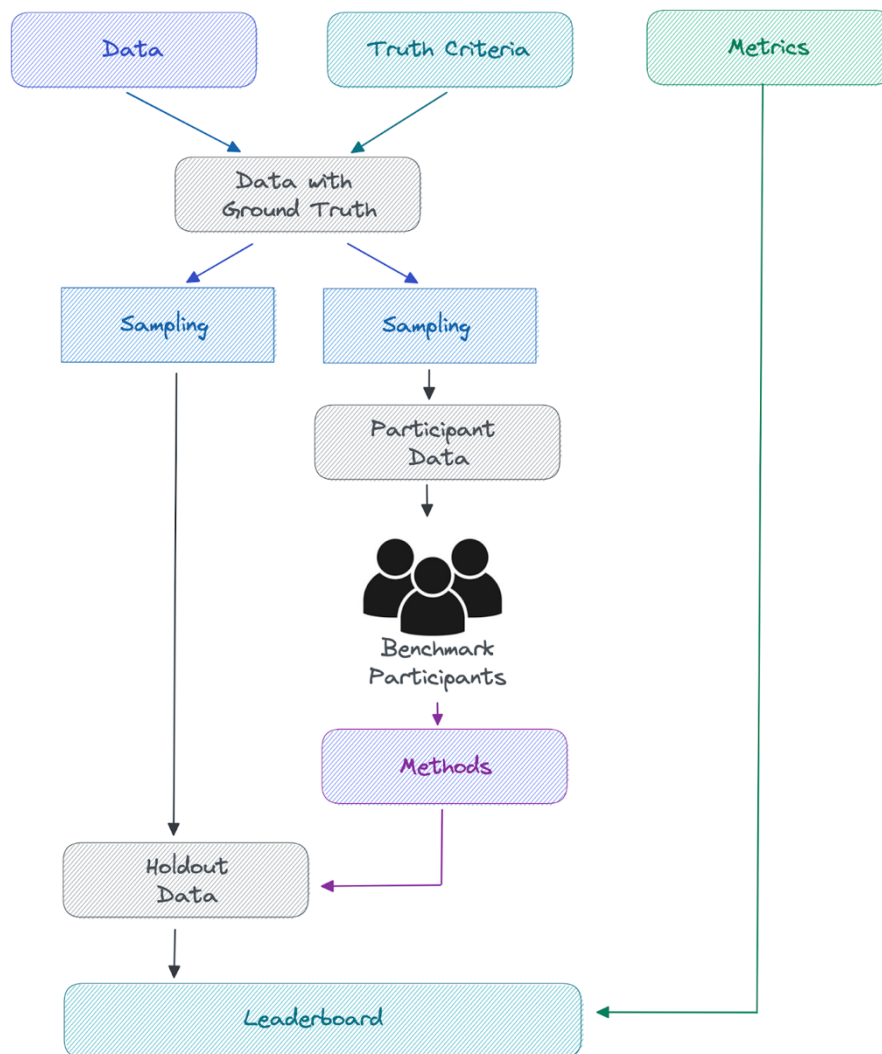 Data
Truth Criteria
Metrics
Data with
Ground Truth
Sampling
Sampling
Participant
Data
Benchmark
Participants
Methods
Holdout
Data
Leaderboard